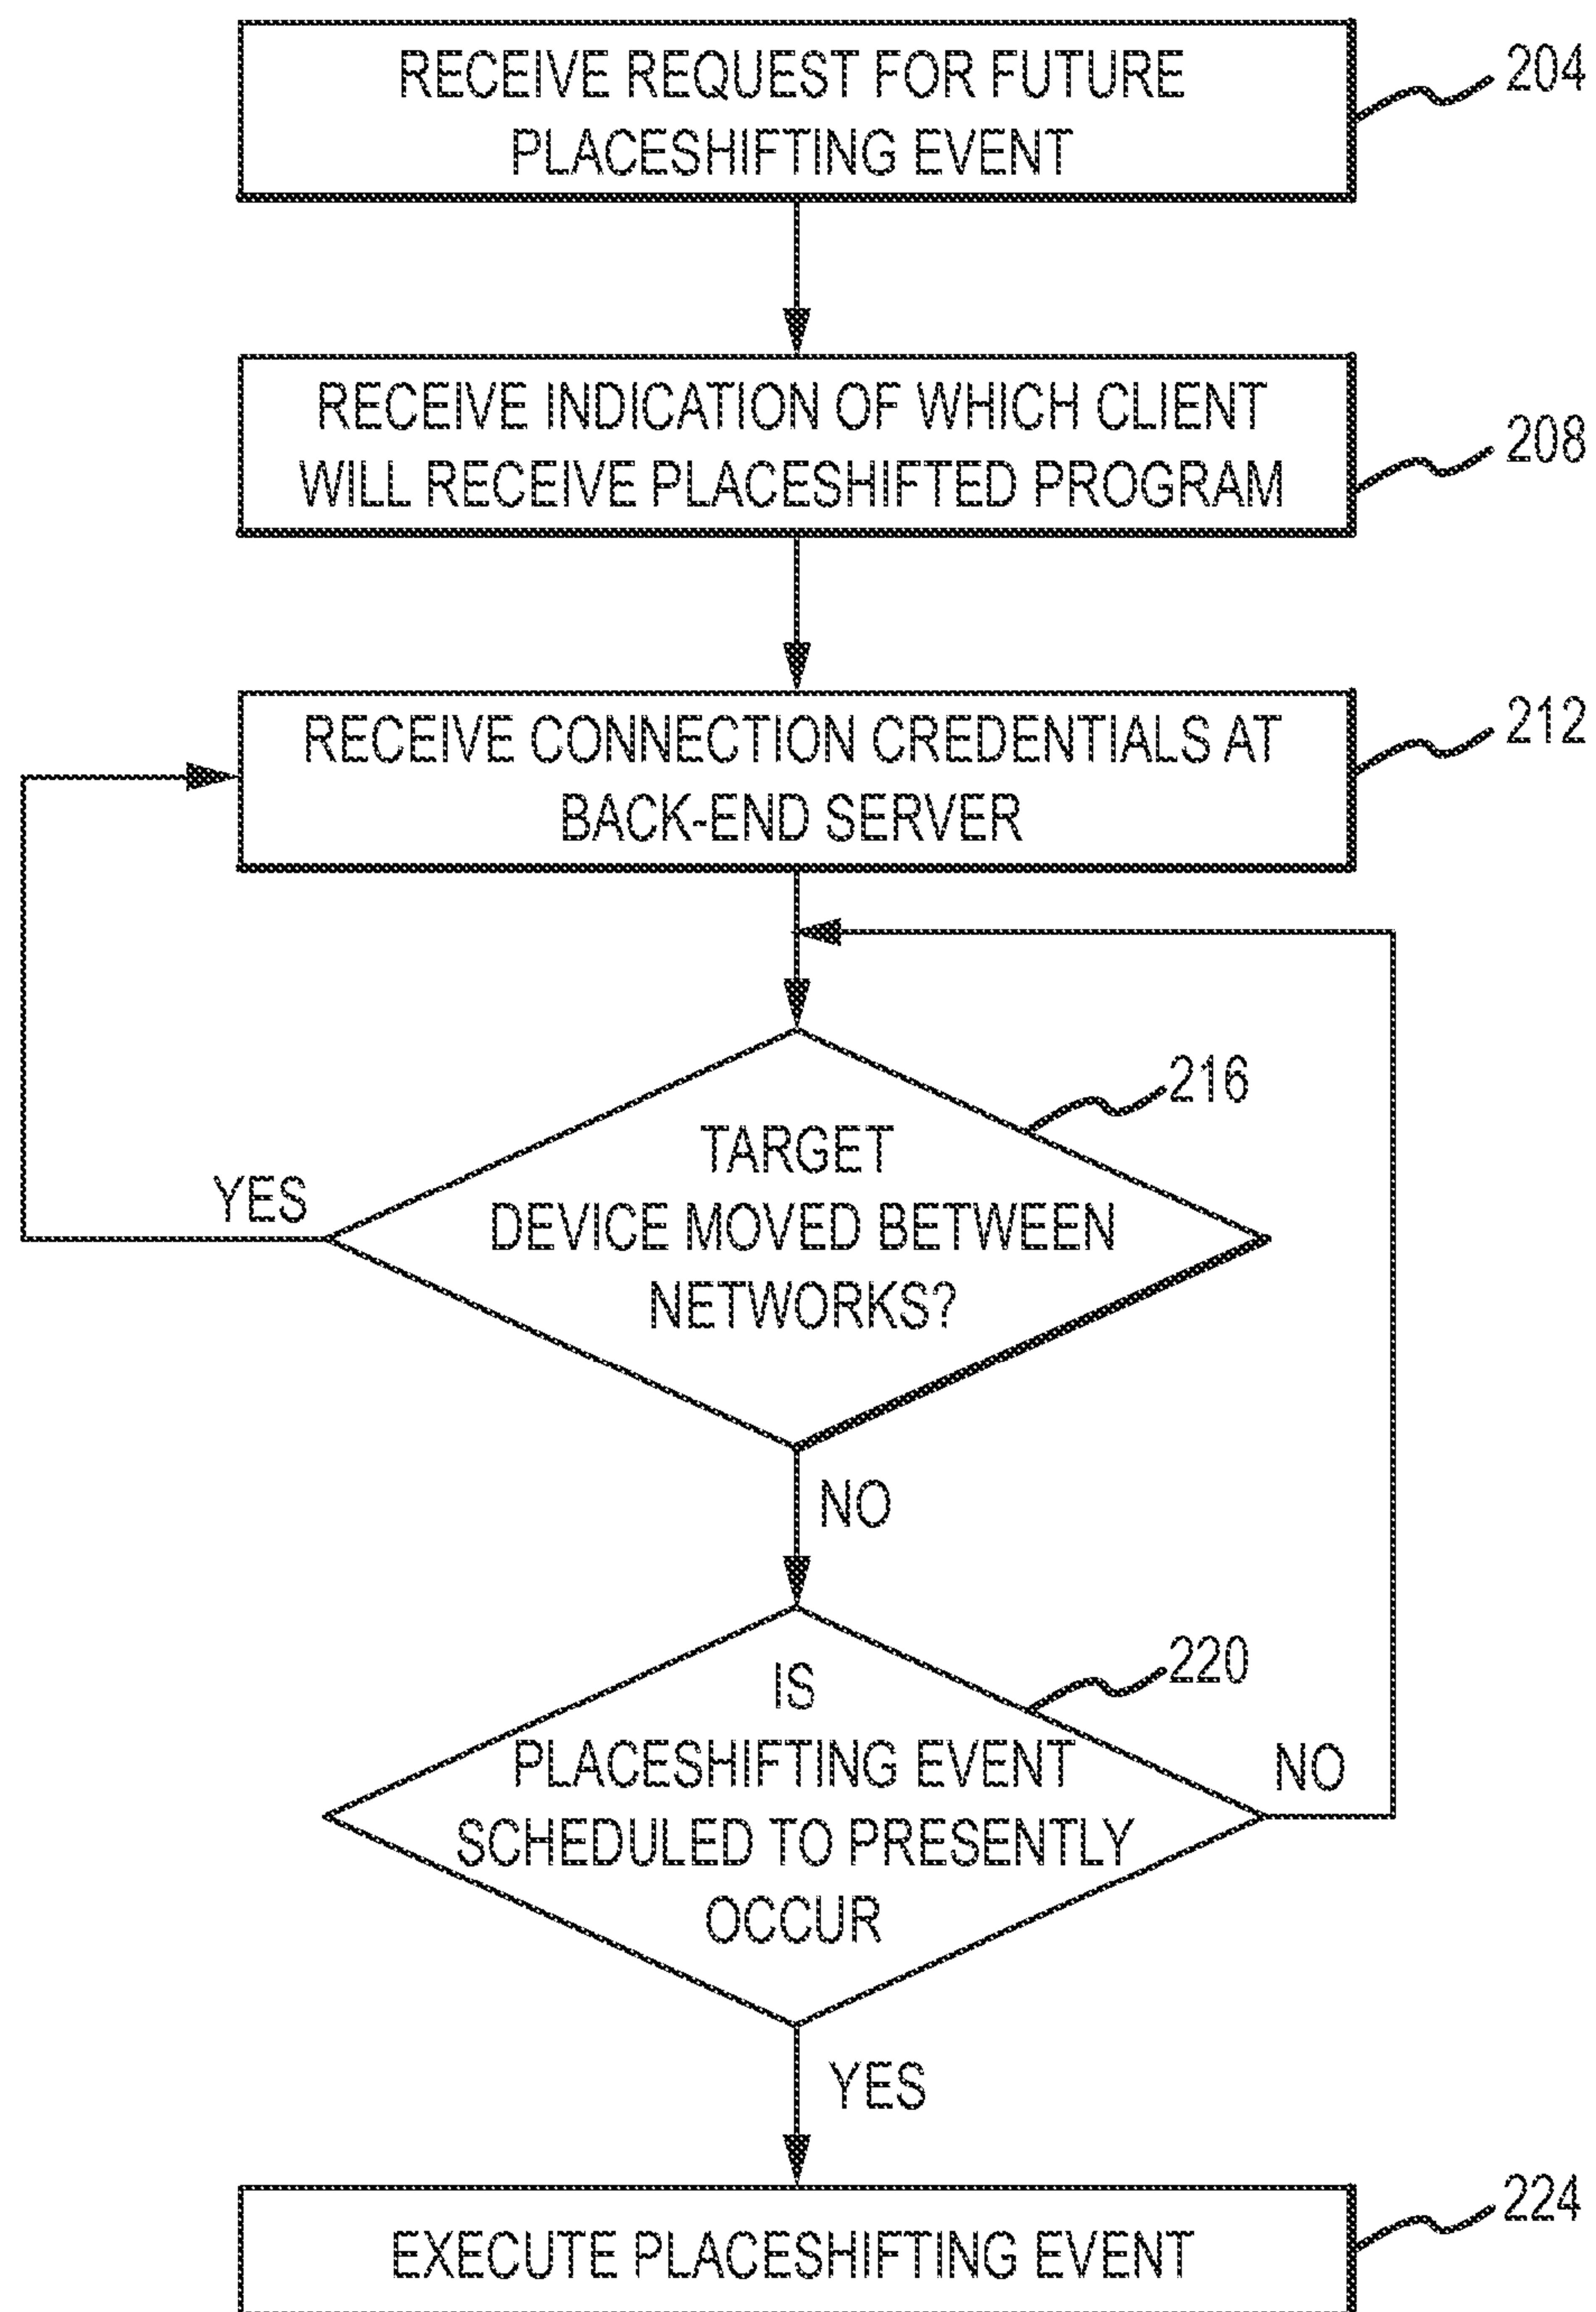 RECEIVE REQUEST FOR FUTURE
PLACESHIFTING EVENT
204
RECEIVE INDICATION OF WHICH CLIENT
WILL RECEIVE PLACESHIFTED PROGRAM
208
RECEIVE CONNECTION CREDENTIALS AT
BACK-END SERVER
212
216
TARGET
DEVICE MOVED BETWEEN
NETWORKS?
YES
NO
220
IS
PLACESHIFTING EVENT
SCHEDULED TO PRESENTLY
OCCUR
NO
YES
EXECUTE PLACESHIFTING EVENT
224